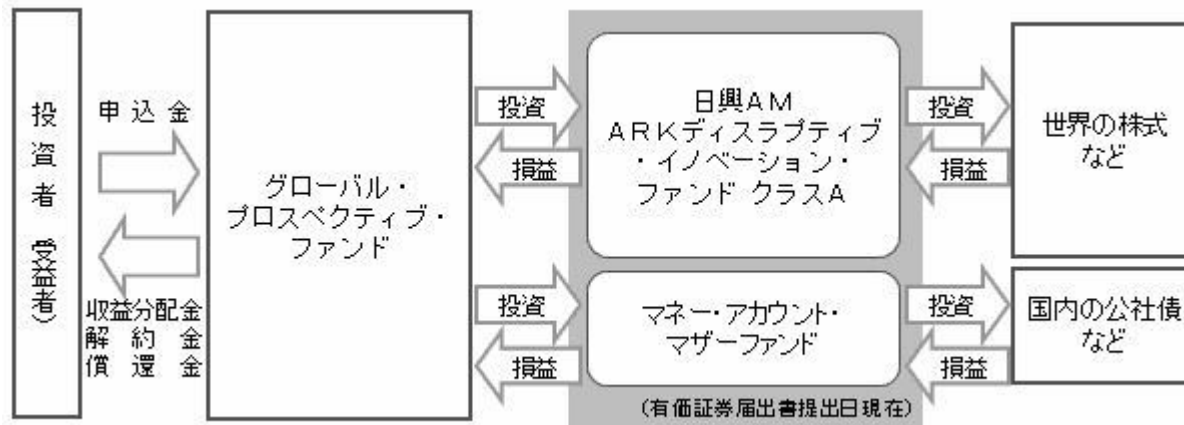 投資者(受益者)
申込金
収益分配金
解約金
償還金
グローバル・
プロスペクティブ・
ファンド
投資
損益
投資
損益
日興AM
ARKディスラプティブ
・イノベーション・
ファンド クラスA
マネー・アカウント・
マザーファンド
(有価証券届出書提出日現在)
投資
損益
投資
損益
世界の株式
など
国内の公社債
など